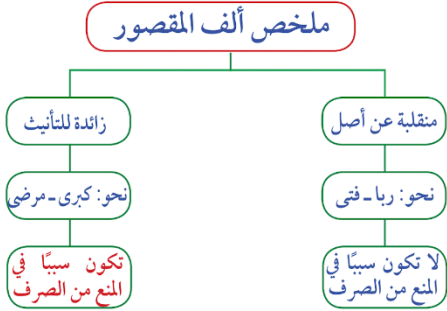 ملخص ألف المقصور
منقلبة عن أصل
زائدة للتأنيث
نحو: ربا ـ فتى
نحو: كبرى ـ مرضى
لا تكون سببًا في
المنع من الصرف
تكون سببًا في
المنع من الصرف